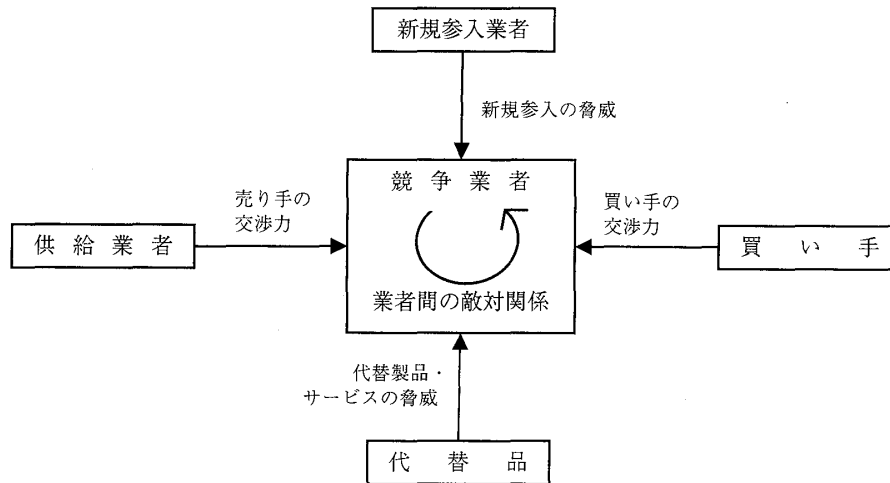 新規参入業者
新規参入の脅威
競争業者
売り手の
交渉力
買い手の
交渉力
供給業者
買い手
業者間の敵対関係
代替製品・
サービスの脅威
代替品